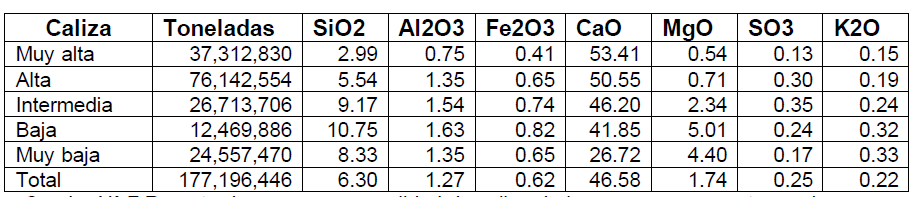 Caliza Toneladas SiO2 Al2O3 Fe2O3 CaO MgO SO3 K2O
Muy alta 37,312,830 2.99 0.75 0.41 53.41 0.54 0.13 0.15
Alta 76,142,554 5.54 1.35 0.65 50.55 0.71 0.30 0.19
Intermedia 26,713,706 9.17 1.54 0.74 46.20 2.34 0.35 0.24
Baja 12,469,886 10.75 1.63 0.82 41.85 5.01 0.24 0.32
Muy baja 24,557,470 8.33 1.35 0.65 26.72 4.40 0.17 0.33
Total 177,196,446 6.30 1.27 0.62 46.58 1.74 0.25 0.22